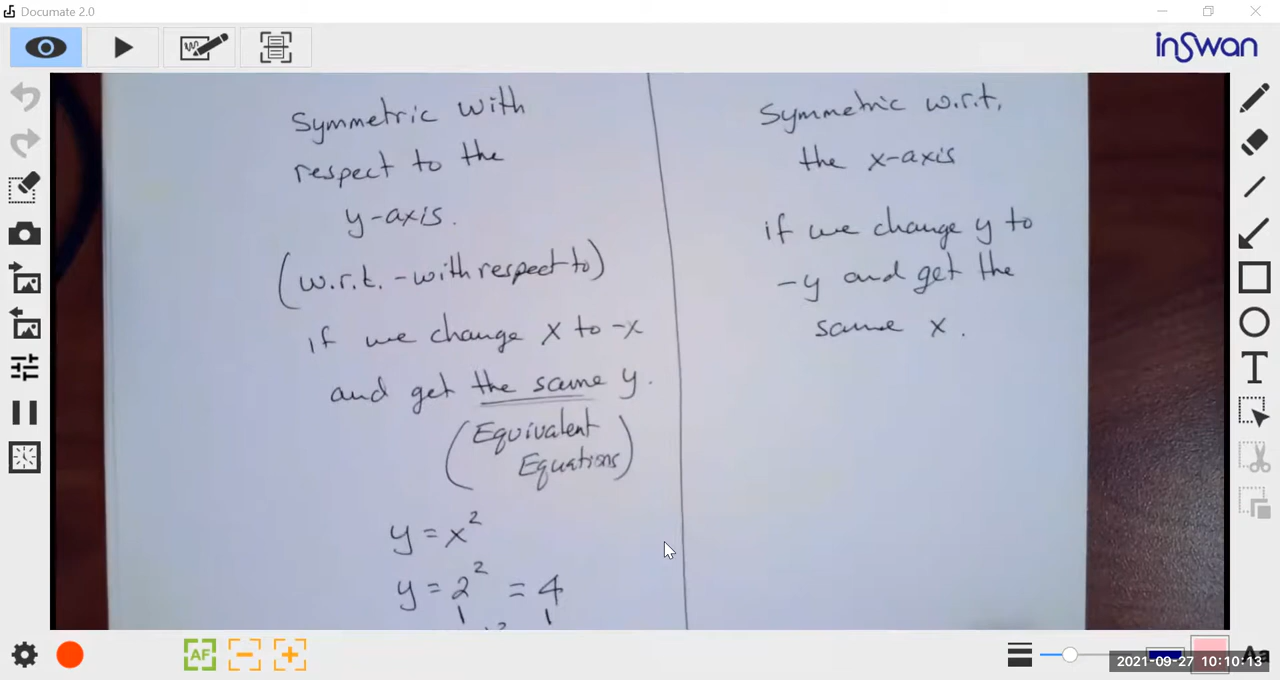 Documate 2.0
inSwan
Symmetric with
respect to the
y-axis.
(w.r.t. - with respect to)
if we change x to -x
and get the same y.
(Equivalent
Equations)
y = x²
y = 2² = 4
Symmetric w.r.t.
the x-axis
if we change y to
-y and get the
same x.
AF
Aa
2021-09-27 10:10:13